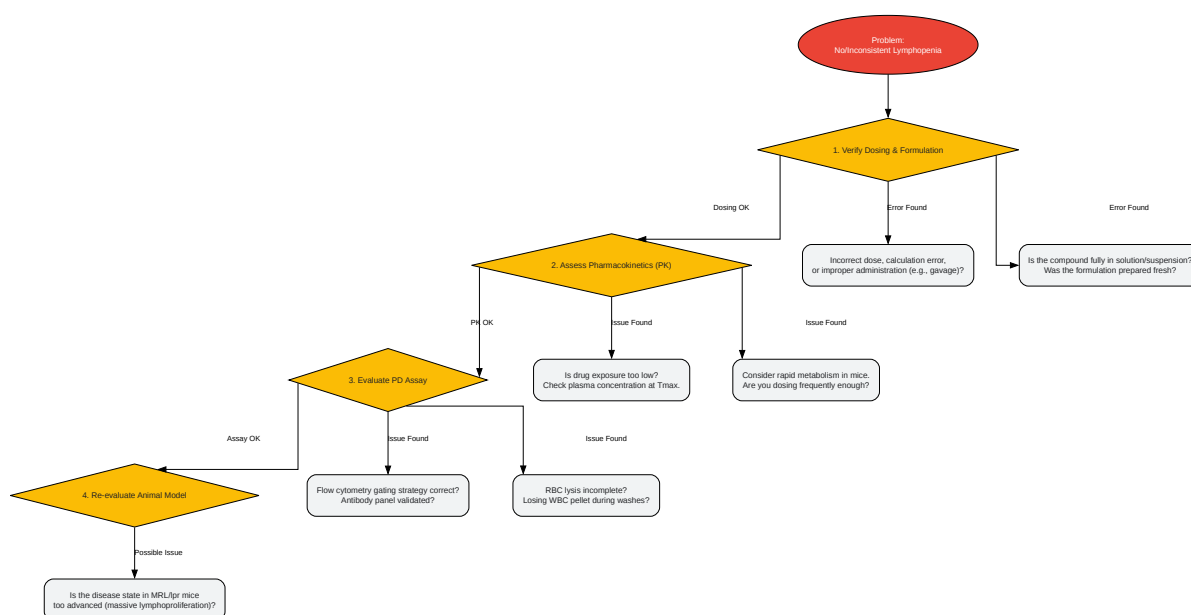 Problem:
No/Inconsistent Lymphopenia
1. Verify Dosing & Formulation
Dosing OK
Error Found
Error Found
Incorrect dose, calculation error,
or improper administration (e.g., gavage)?
Is the compound fully in solution/suspension?
Was the formulation prepared fresh?
2. Assess Pharmacokinetics (PK)
PK OK
Issue Found
Issue Found
Is drug exposure too low?
Check plasma concentration at Tmax.
Consider rapid metabolism in mice.
Are you dosing frequently enough?
3. Evaluate PD Assay
Assay OK
Issue Found
Issue Found
Flow cytometry gating strategy correct?
Antibody panel validated?
RBC lysis incomplete?
Losing WBC pellet during washes?
4. Re-evaluate Animal Model
Possible Issue
Is the disease state in MRL/lpr mice
too advanced (massive lymphoproliferation)?